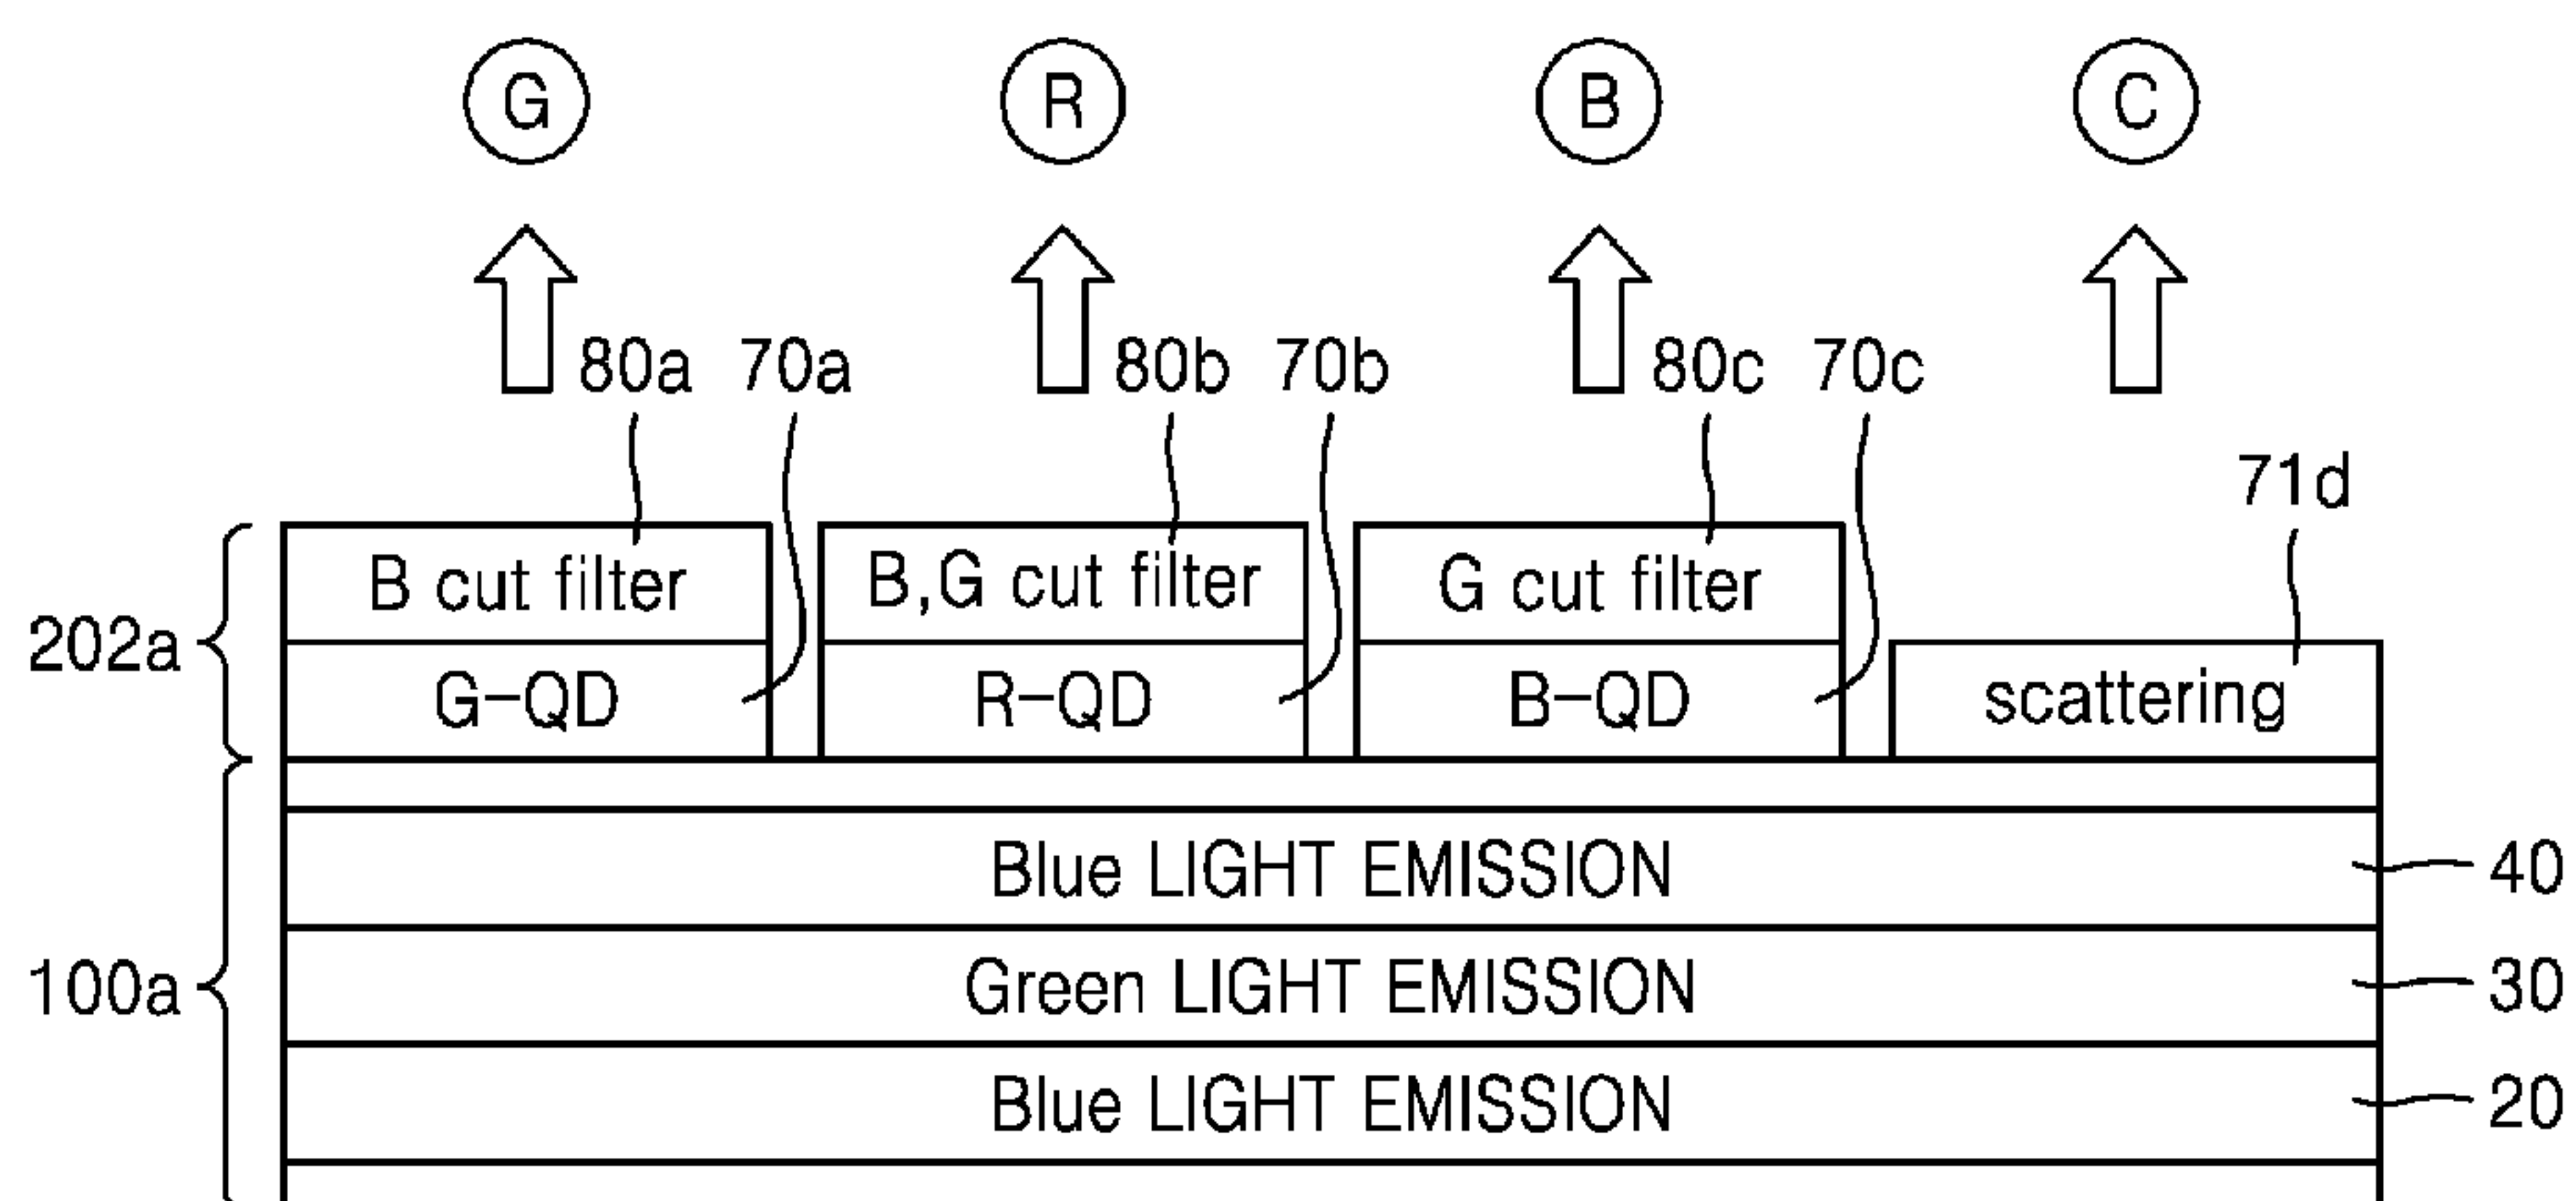 G R B C
80a 70a 80b 70b 80c 70c
71d
B cut filter B,G cut filter G cut filter
202a
G-QD R-QD B-QD scattering
Blue LIGHT EMISSION 40
100a Green LIGHT EMISSION 30
Blue LIGHT EMISSION 20